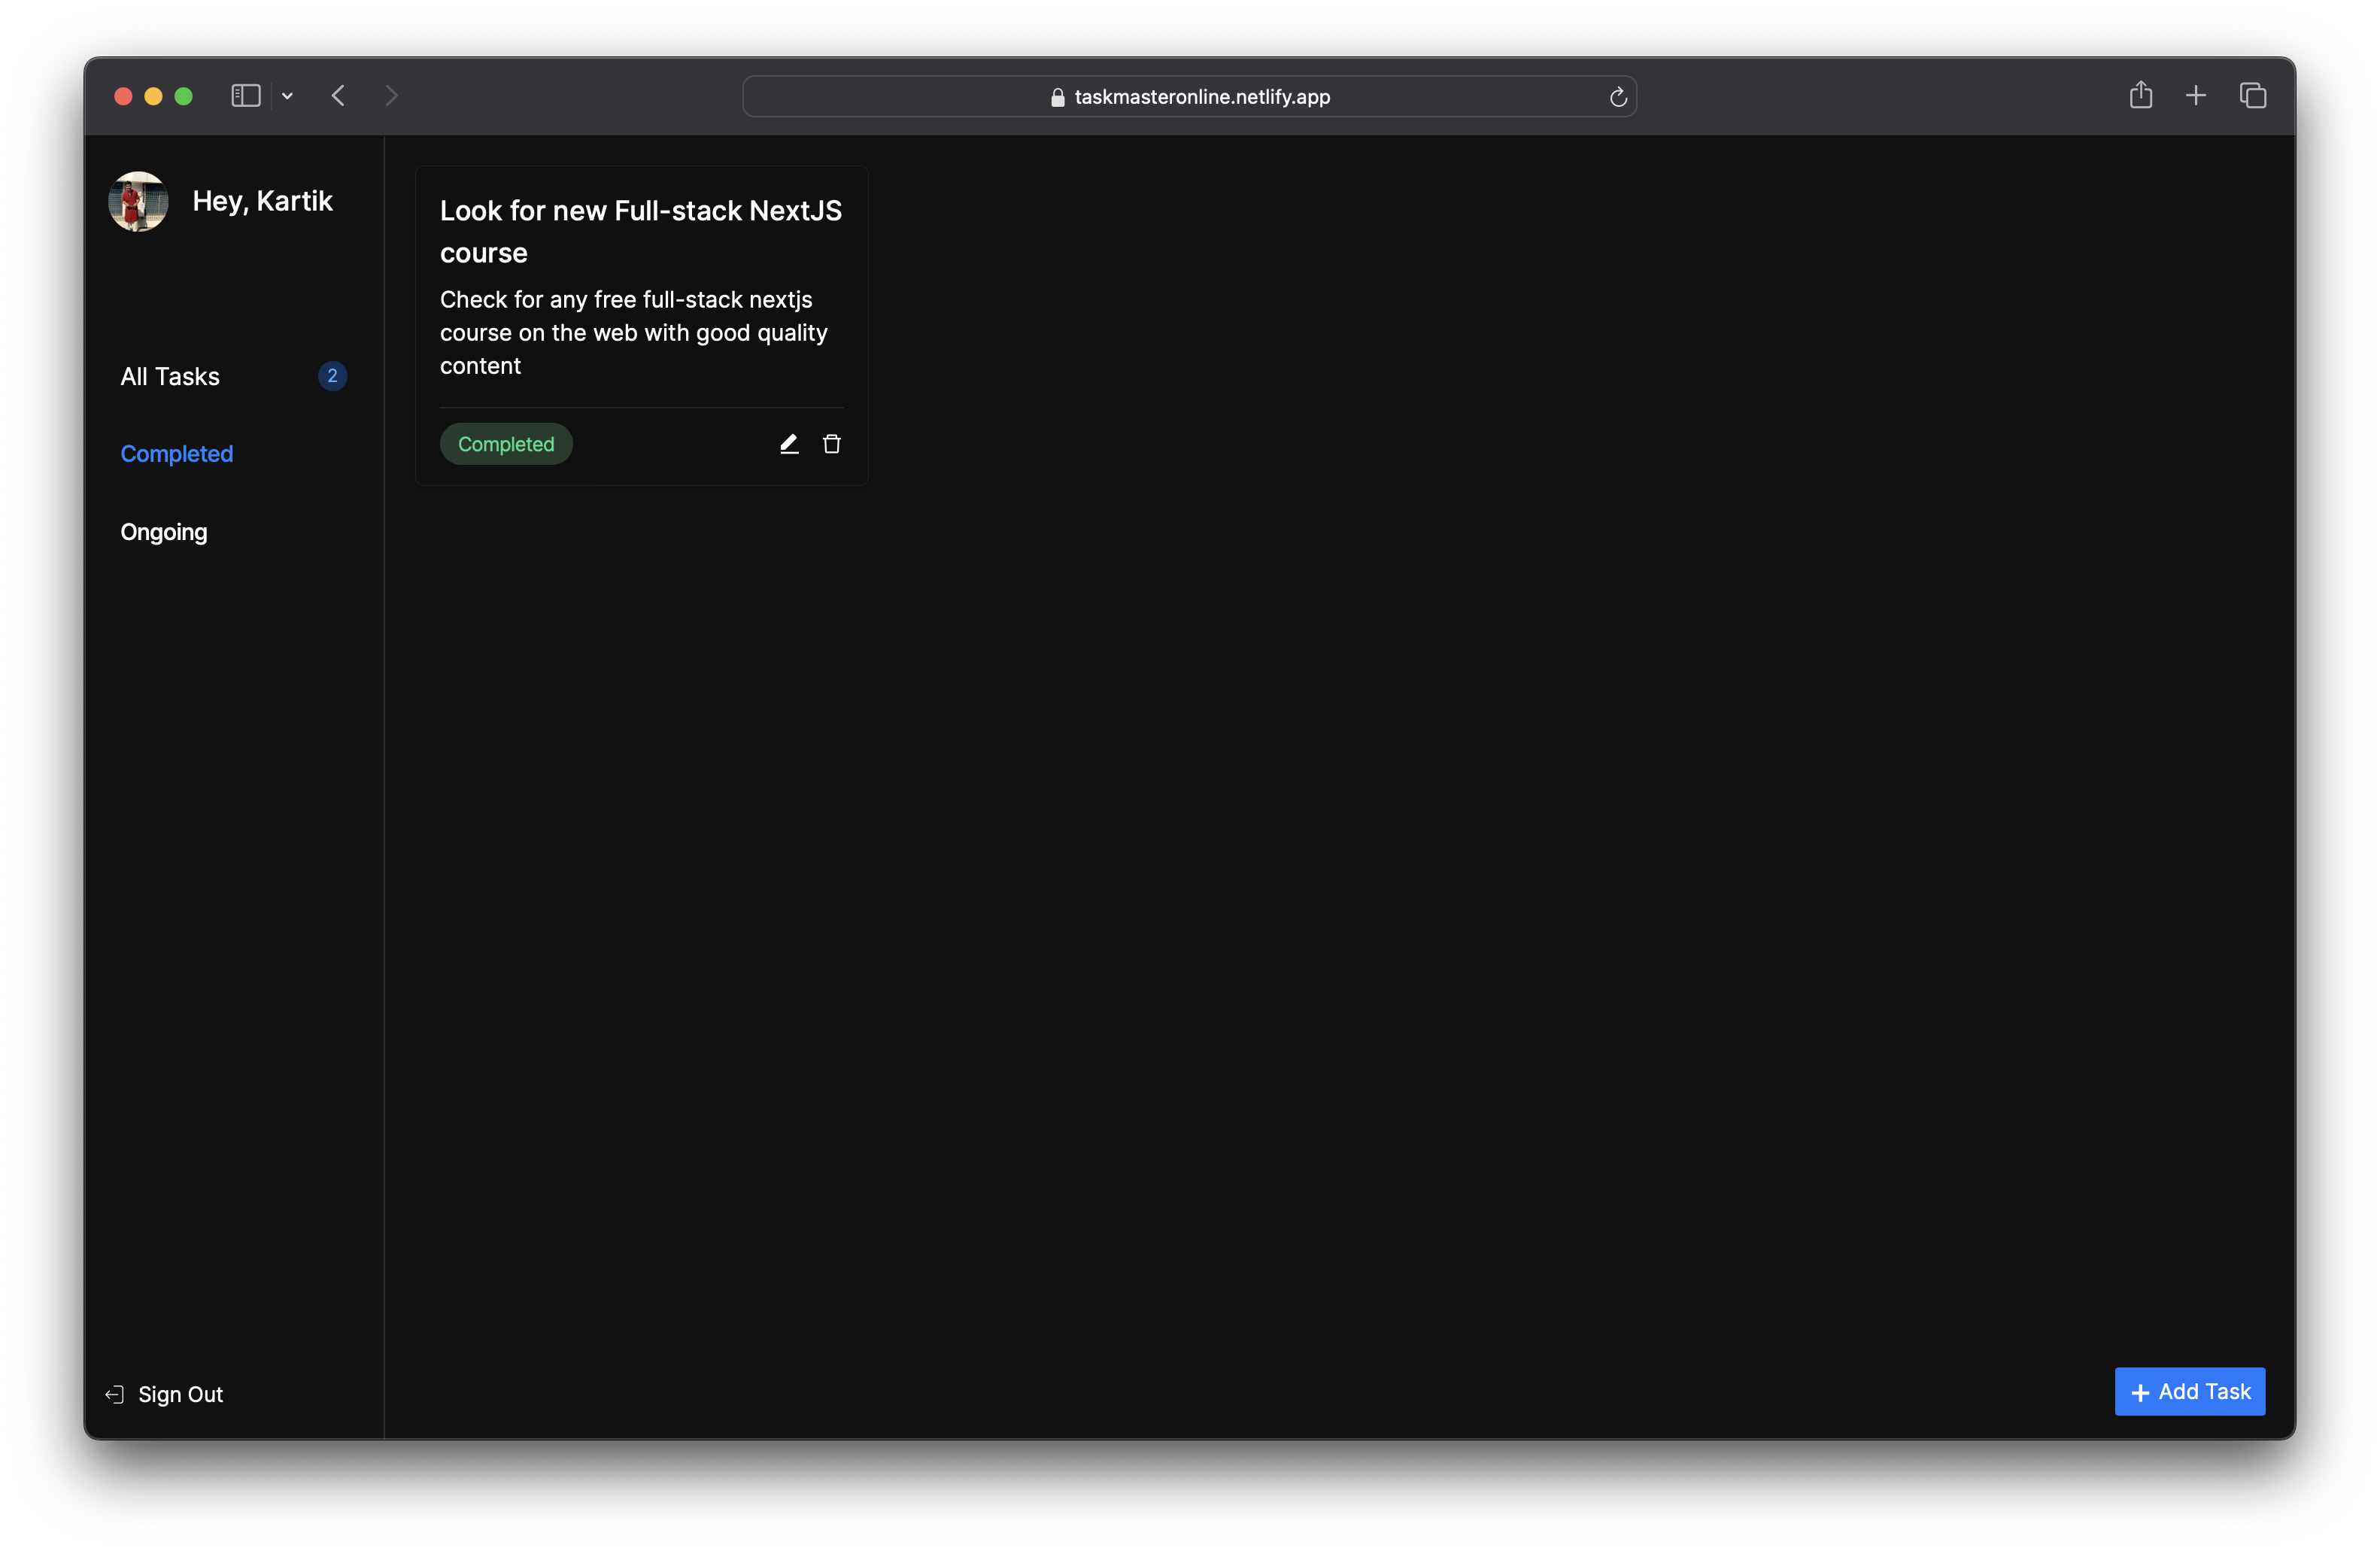 taskmasteronline.netlify.app
Hey, Kartik
All Tasks
2
Completed
Ongoing
Sign Out
Look for new Full-stack NextJS
course
Check for any free full-stack nextjs
course on the web with good quality
content
Completed
Add Task